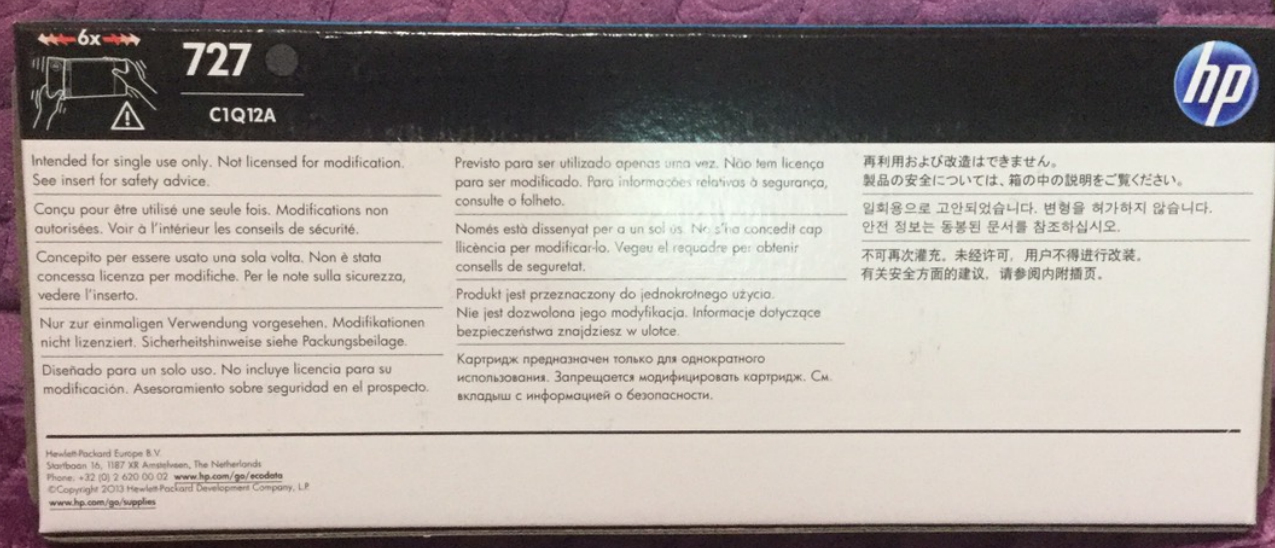 6x
727
C1Q12A
hp
Intended for single use only. Not licensed for modification.
See insert for safety advice.
Conçu pour être utilisé une seule fois. Modifications non
autorisées. Voir à l'intérieur les conseils de sécurité.
Concepito per essere usato una sola volta. Non è stata
concessa licenza per modifiche. Per le note sulla sicurezza,
vedere l'inserto.
Nur zur einmaligen Verwendung vorgesehen. Modifikationen
nicht lizenziert. Sicherheitshinweise siehe Packungsbeilage.
Diseñado para un solo uso. No incluye licencia para su
modificación. Asesoramiento sobre seguridad en el prospecto.
Previsto para ser utilizado apenas uma vez. Não tem licença
para ser modificado. Para informações relativas à segurança,
consulte o folheto.
Només està dissenyat per a un sol ús. No s'ha concedit cap
llicència per modificar-lo. Vegeu el requadre per obtenir
consells de seguretat.
Produkt jest przeznaczony do jednokrotnego użycia.
Nie jest dozwolona jego modyfikacja. Informacje dotyczące
bezpieczeństwa znajdziesz w ulotce.
Картридж предназначен только для однократного
использования. Запрещается модифицировать картридж. См.
вкладыш с информацией о безопасности.
再利用および改造はできません。
製品の安全については、箱の中の説明をご覧ください。
일회용으로 고안되었습니다. 변형을 허가하지 않습니다.
안전 정보는 동봉된 문서를 참조하십시오.
不可再次灌充。未经许可，用户不得进行改装。
有关安全方面的建议，请参阅内附插页。
Hewlett-Packard Europe B.V.
Startbaan 16, 1187 XR Amstelveen, The Netherlands
Phone: +32 (0) 2 620 00 02 www.hp.com/go/ecodata
©Copyright 2013 Hewlett-Packard Development Company, L.P.
www.hp.com/go/supplies